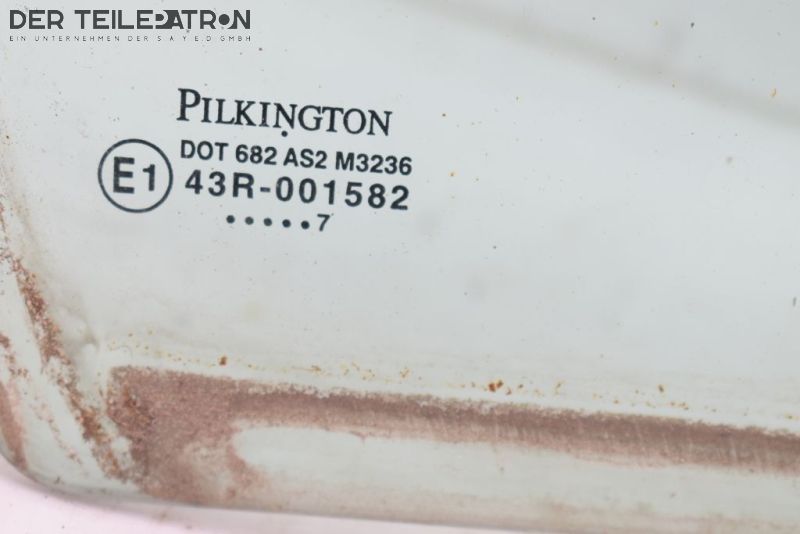 DER TEILEPATRON
EIN UNTERNEHMEN DER S A Y E D GMBH
PILKINGTON
DOT 682 AS2 M3236
E1 43R-001582
.....7